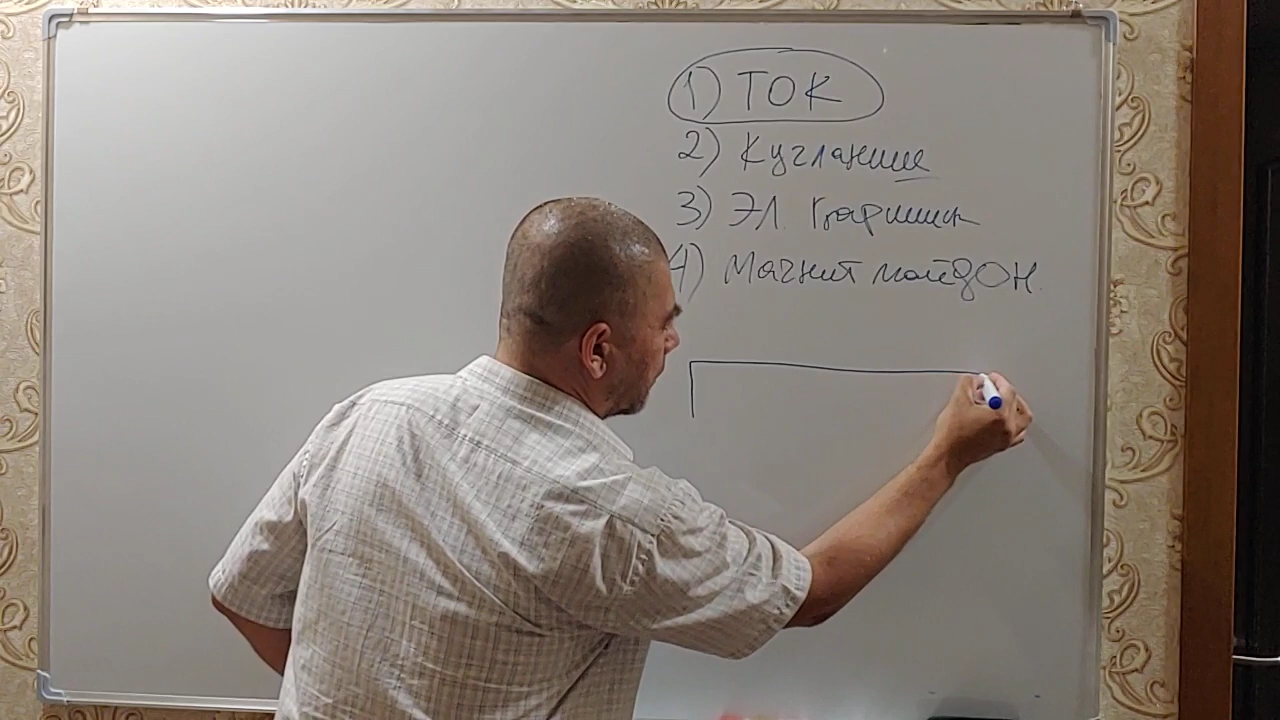 1) ТОК
2) Кучланиш
3) ЭЛ. Қаршилик
4) Магнит майдОН.